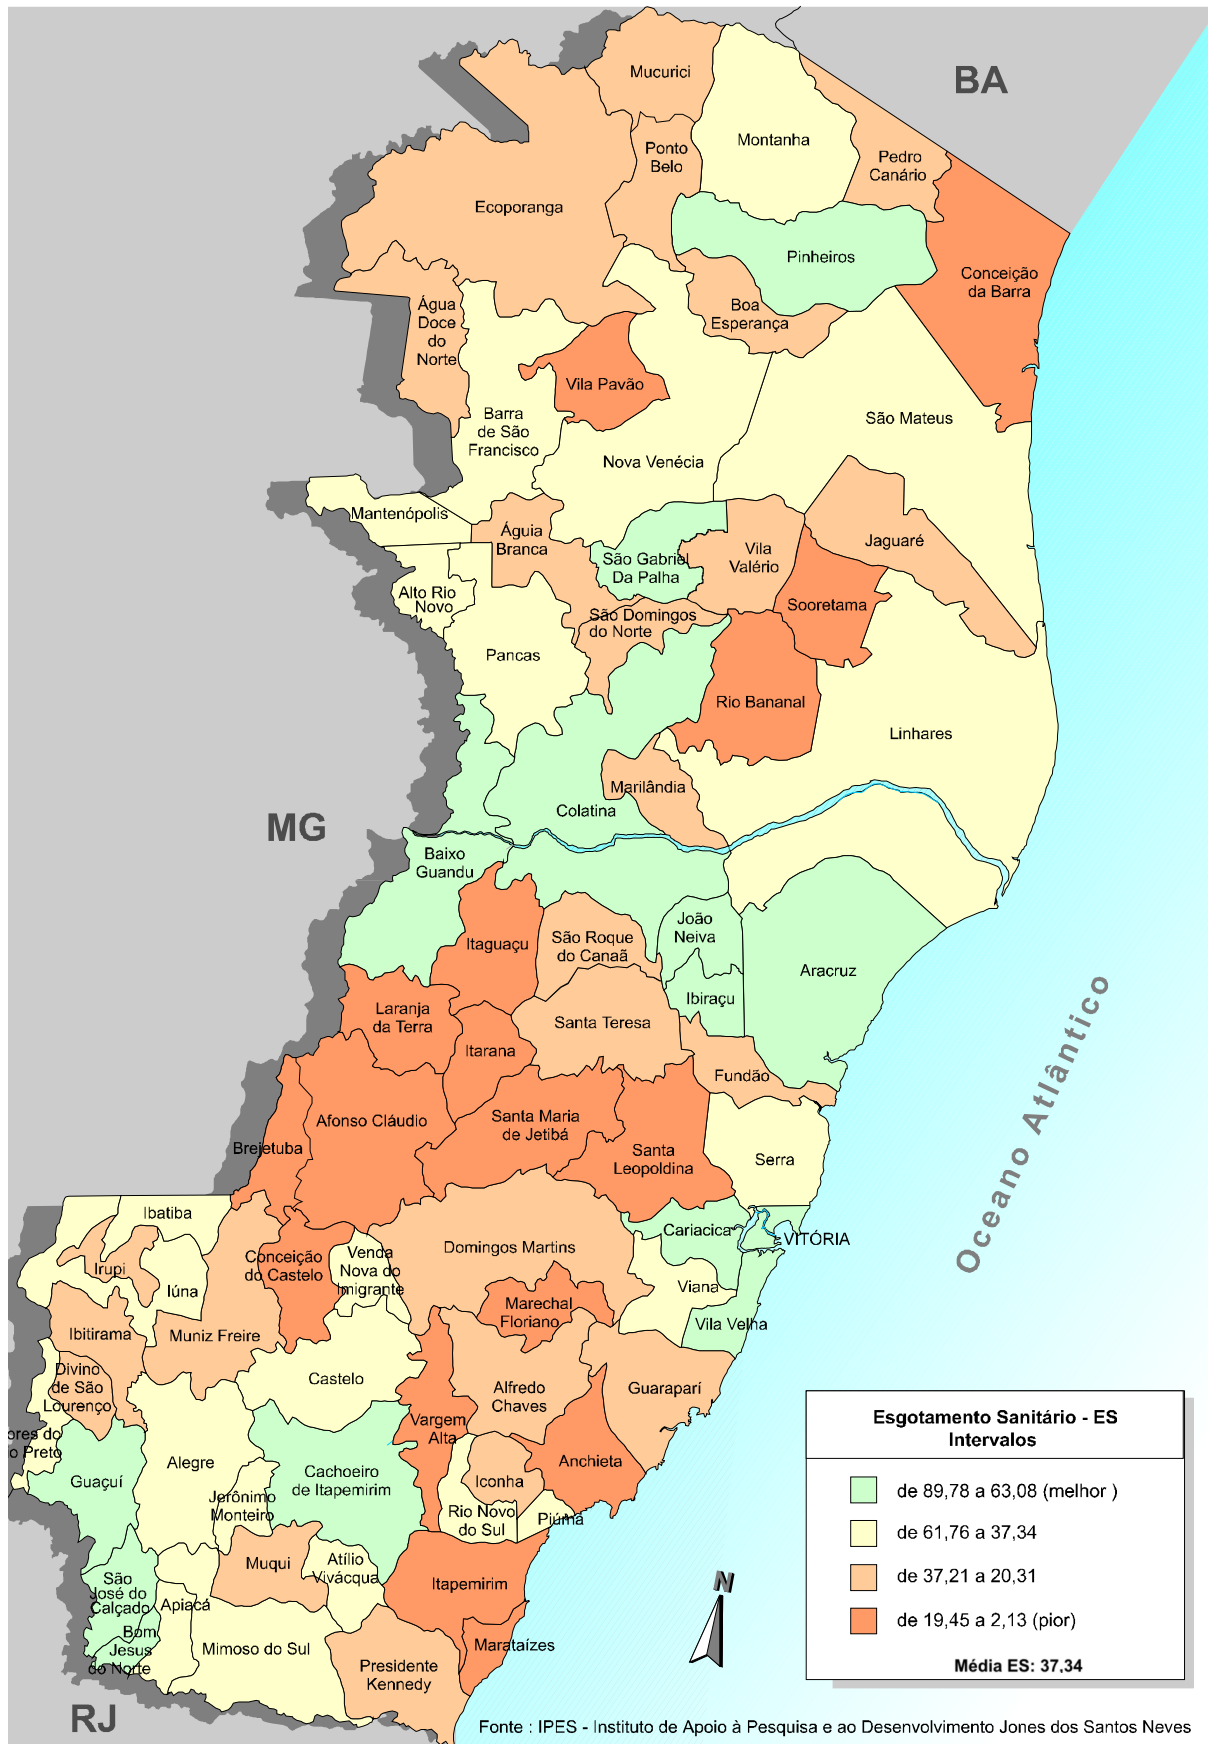 BA
Mucurici
Montanha
Ponto
Belo
Pedro
Canário
Ecoporanga
Pinheiros
Conceição
da Barra
Água
Doce
do
Norte
Boa
Esperança
Vila Pavão
Barra
de São
Francisco
São Mateus
Nova Venécia
Mantenópolis
Águia
Branca
Jaguaré
São Gabriel
Da Palha
Vila
Valério
Alto Rio
Novo
Sooretama
São Domingos
do Norte
Pancas
Rio Bananal
Linhares
Marilândia
Colatina
MG
Baixo
Guandu
João
Neiva
Itaguaçu
São Roque
do Canaã
Aracruz
Ibiraçu
Laranja
da Terra
Santa Teresa
Itarana
Fundão
Oceano Atlântico
Afonso Cláudio
Santa Maria
de Jetibá
Brejetuba
Santa
Leopoldina
Serra
Ibatiba
Cariacica
VITÓRIA
Domingos Martins
Conceição
do Castelo
Venda
Nova do
Imigrante
Irupi
Iúna
Viana
Marechal
Floriano
Vila Velha
Ibitirama
Muniz Freire
Divino
de São
Lourenço
Castelo
Alfredo
Chaves
Guaraparí
Vargem
Alta
ores do
o Preto
Alegre
Anchieta
Guaçuí
Cachoeiro
de Itapemirim
Iconha
Jerônimo
Monteiro
Rio Novo
do Sul
Piúma
Muqui
Atílio
Vivácqua
São
José do
Calçado
Itapemirim
Apiacá
Bom
Jesus
do Norte
Mimoso do Sul
Marataízes
Presidente
Kennedy
RJ
N
Esgotamento Sanitário - ES
Intervalos
de 89,78 a 63,08 (melhor )
de 61,76 a 37,34
de 37,21 a 20,31
de 19,45 a 2,13 (pior)
Média ES: 37,34
Fonte : IPES - Instituto de Apoio à Pesquisa e ao Desenvolvimento Jones dos Santos Neves